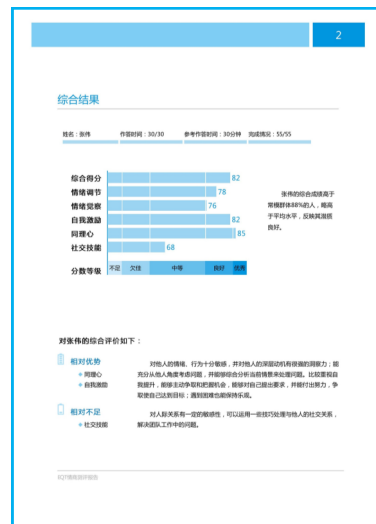 2
综合结果
姓名：张伟 作答时间：30/30 参考作答时间：30分钟 完成情况：55/55
综合得分 82
情绪调节 78
情绪觉察 76
自我激励 82
同理心 85
社交技能 68
分数等级 不足 欠佳 中等 良好 优秀
张伟的综合成绩高于
常模群体88%的人，略高
于平均水平，反映其潜质
良好。
对张伟的综合评价如下：
相对优势
同理心
自我激励
对他人的情绪、行为十分敏感，并对他人的深层动机有很强的洞察力；能
充分从他人角度考虑问题，并能够综合分析当前情景来处理问题。比较重视自
我提升，能够主动争取和把握机会，能够对自己提出要求，并能付出努力，争
取使自己达到目标；遇到困难也能保持乐观。
相对不足
社交技能
对人际关系有一定的敏感性，可以运用一些技巧处理与他人的社交关系，
解决团队工作中的问题。